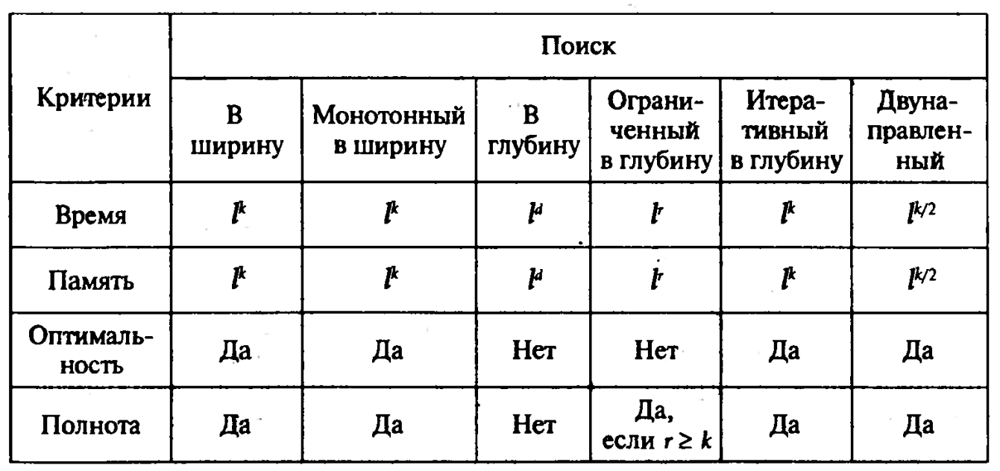 Критерии
Поиск
В
ширину
Монотонный
в ширину
В
глубину
Ограни-
ченный
в глубину
Итера-
тивный
в глубину
Двуна-
правлен-
ный
Время
l^k
l^k
l^d
l^r
l^k
l^k/2
Память
l^k
l^k
l^d
l^r
l^k
l^k/2
Оптималь-
ность
Да
Да
Нет
Нет
Да
Да
Полнота
Да
Да
Нет
Да,
если r ≥ k
Да
Да